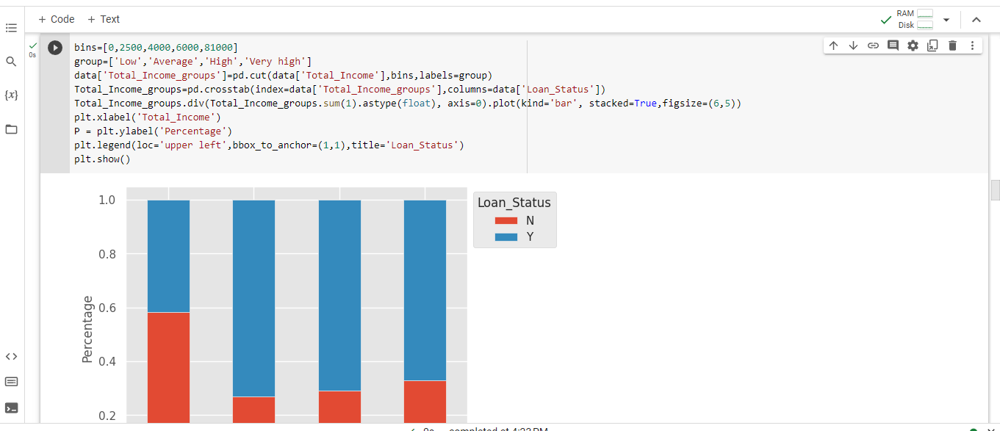 + Code + Text
RAM
Disk
{x}
0s
bins=[0,2500,4000,6000,81000]
group=['Low','Average','High','Very high']
data['Total_Income_groups']=pd.cut(data['Total_Income'],bins,labels=group)
Total_Income_groups=pd.crosstab(index=data['Total_Income_groups'],columns=data['Loan_Status'])
Total_Income_groups.div(Total_Income_groups.sum(1).astype(float), axis=0).plot(kind='bar', stacked=True,figsize=(6,5))
plt.xlabel('Total_Income')
P = plt.ylabel('Percentage')
plt.legend(loc='upper left',bbox_to_anchor=(1,1),title='Loan_Status')
plt.show()
1.0
0.8
0.6
0.4
0.2
Percentage
Loan_Status
N
Y
0s completed at 4:23 PM